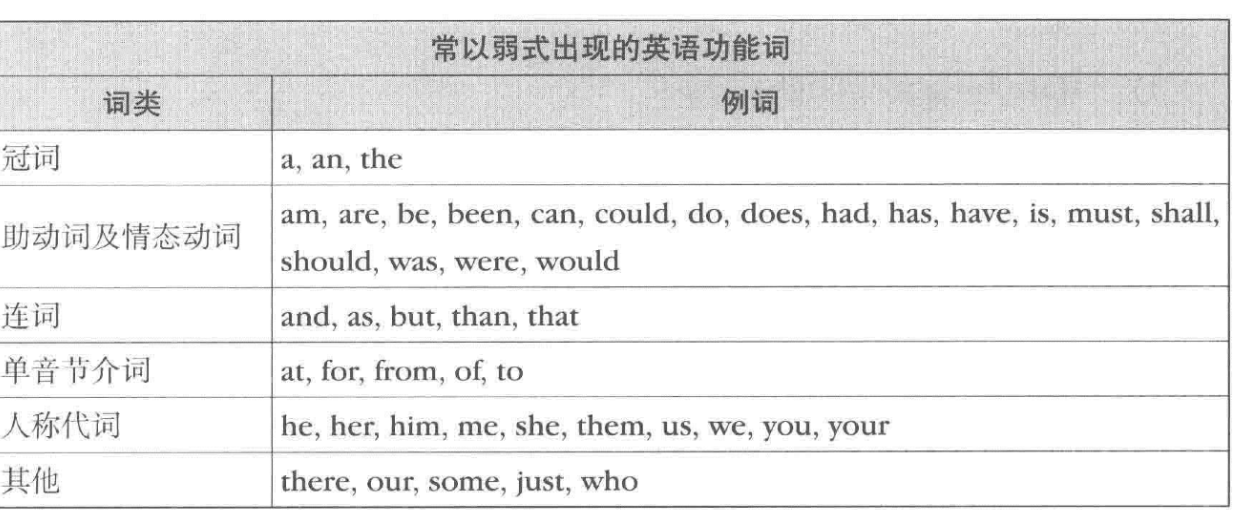 常以弱式出现的英语功能词
词类 例词
冠词 a, an, the
助动词及情态动词 am, are, be, been, can, could, do, does, had, has, have, is, must, shall,
should, was, were, would
连词 and, as, but, than, that
单音节介词 at, for, from, of, to
人称代词 he, her, him, me, she, them, us, we, you, your
其他 there, our, some, just, who